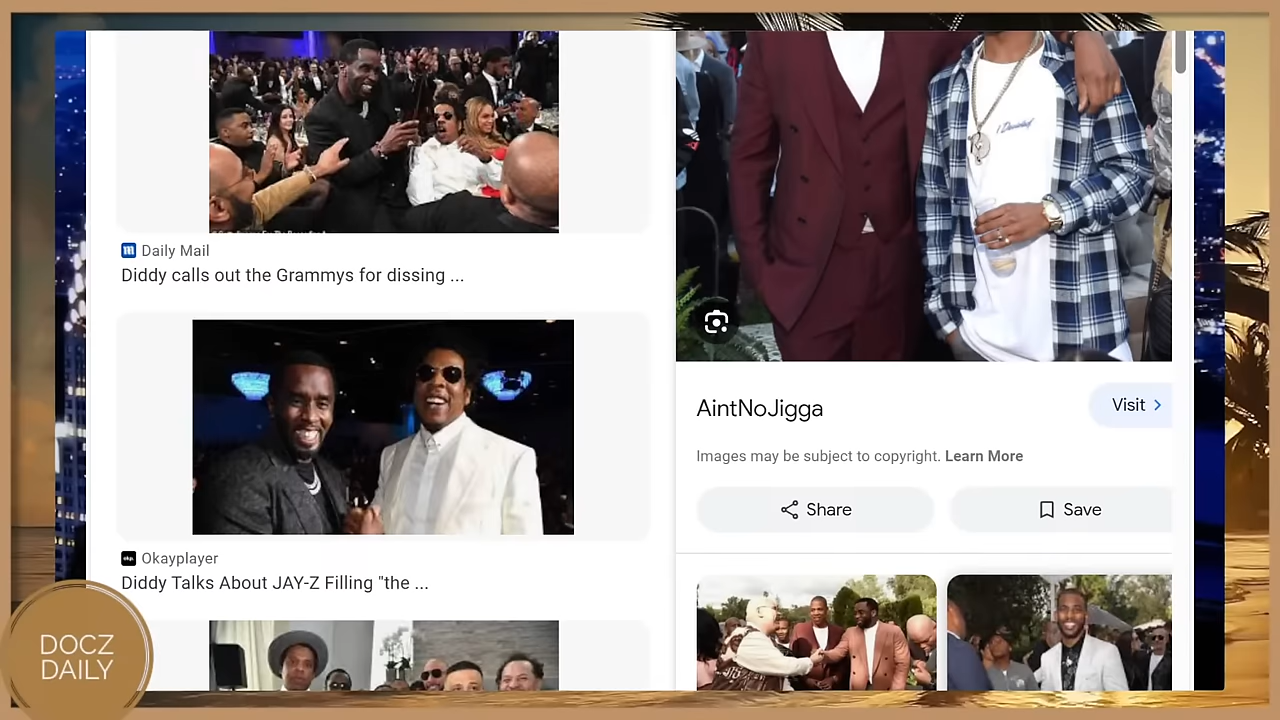 Daily Mail
Diddy calls out the Grammys for dissing ...
okp.
Okayplayer
Diddy Talks About JAY-Z Filling "the ...
AintNoJigga
Visit
Images may be subject to copyright. Learn More
Share
Save
DOCZ
DAILY